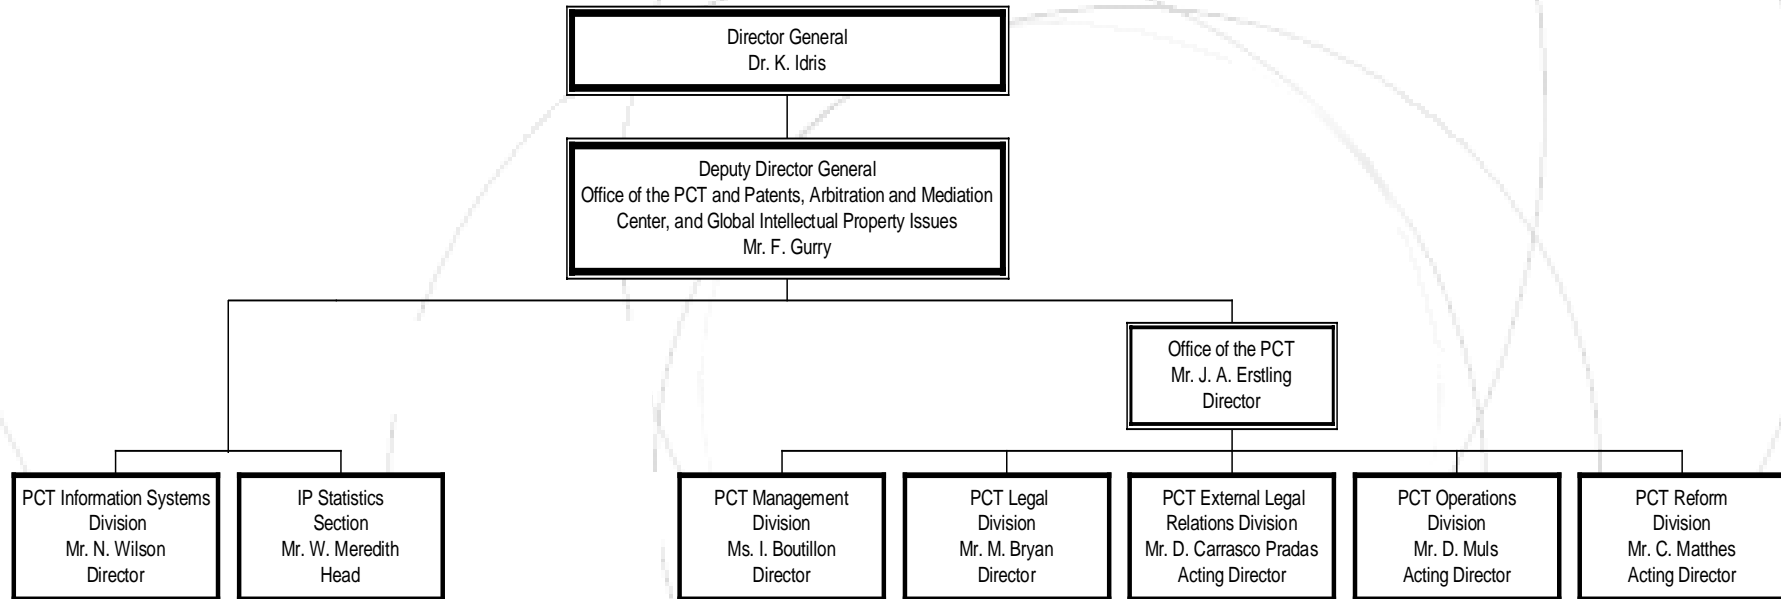 Director General
Dr. K. Idris
Deputy Director General
Office of the PCT and Patents, Arbitration and Mediation
Center, and Global Intellectual Property Issues
Mr. F. Gurry
Office of the PCT
Mr. J. A. Erstling
Director
PCT Information Systems
Division
Mr. N. Wilson
Director
IP Statistics
Section
Mr. W. Meredith
Head
PCT Management
Division
Ms. I. Boutillon
Director
PCT Legal
Division
Mr. M. Bryan
Director
PCT External Legal
Relations Division
Mr. D. Carrasco Pradas
Acting Director
PCT Operations
Division
Mr. D. Muls
Acting Director
PCT Reform
Division
Mr. C. Matthes
Acting Director